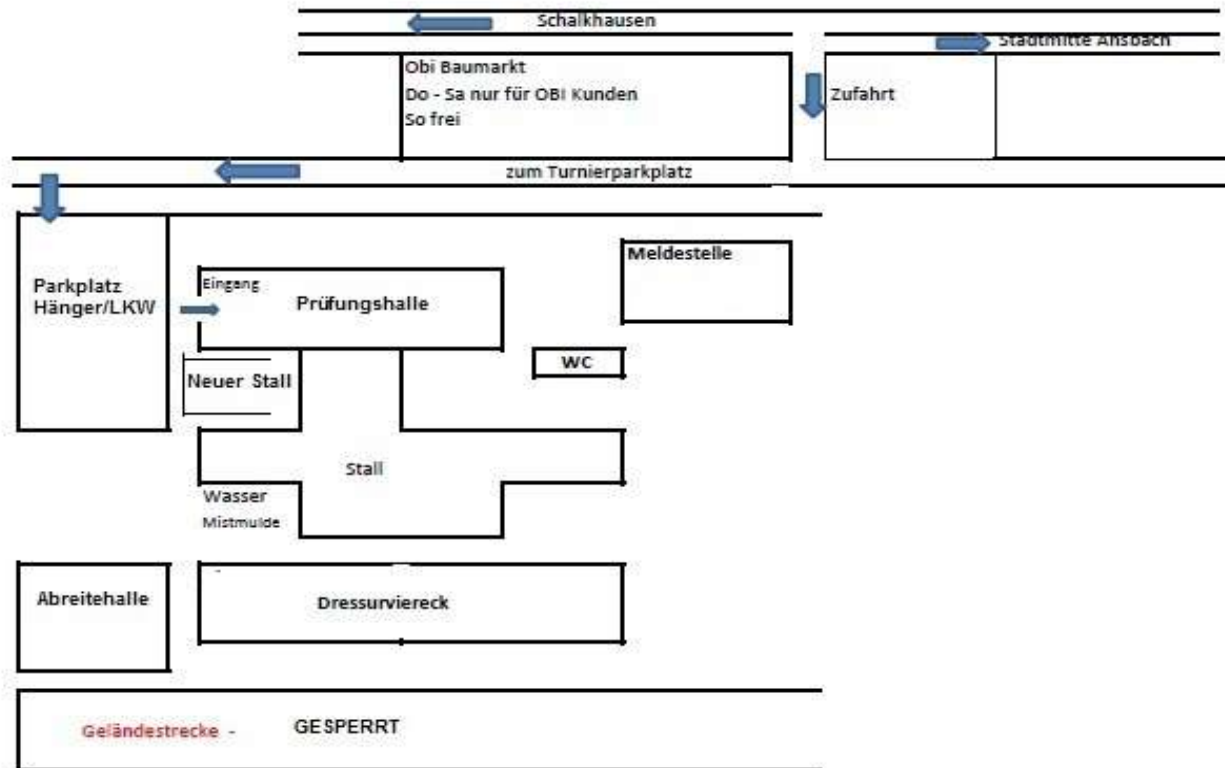 Schalkhausen
Stadtmitte Ansbach
Obi Baumarkt
Do - Sa nur für OBI Kunden
So frei
Zufahrt
zum Turnierparkplatz
Meldestelle
Parkplatz
Hänger/LKW
Eingang
Prüfungshalle
WC
Neuer Stall
Stall
Wasser
Mistmulde
Abreitehalle
Dressurviereck
Geländestrecke - GESPERRT